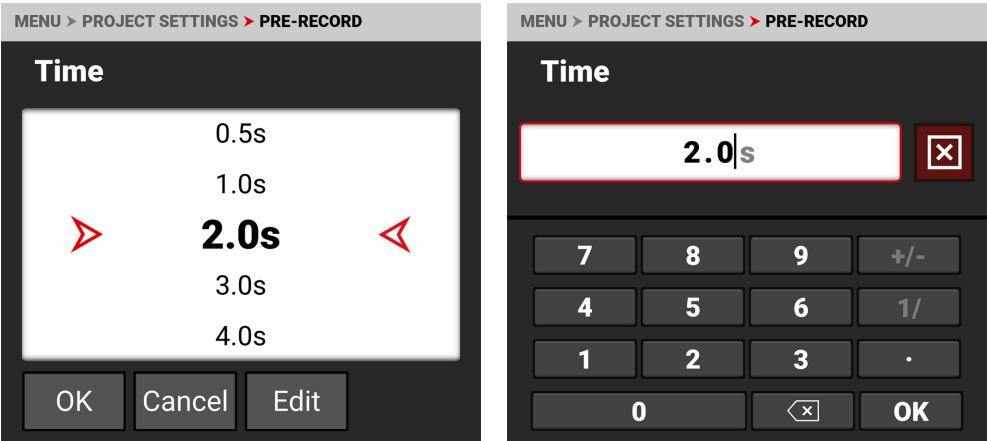 MENU > PROJECT SETTINGS > PRE-RECORD
Time
0.5s
1.0s
2.0s
3.0s
4.0s
OK Cancel Edit
MENU > PROJECT SETTINGS > PRE-RECORD
Time
2.0s
7 8 9 +/-
4 5 6 1/
1 2 3 .
0 OK